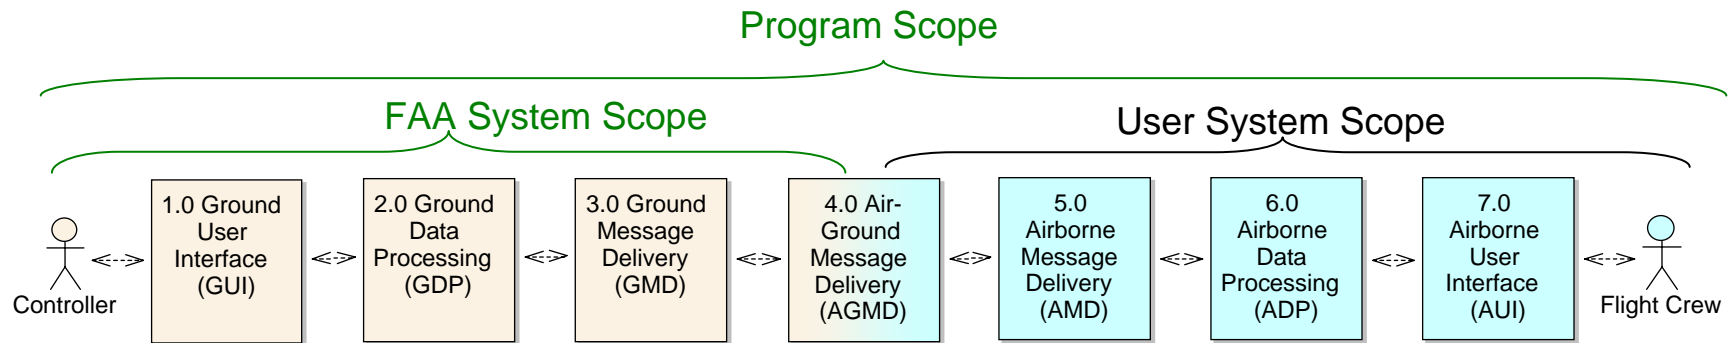 Program Scope
FAA System Scope
User System Scope
1.0 Ground
User
Interface
(GUI)
2.0 Ground
Data
Processing
(GDP)
3.0 Ground
Message
Delivery
(GMD)
4.0 Air-
Ground
Message
Delivery
(AGMD)
5.0
Airborne
Message
Delivery
(AMD)
6.0
Airborne
Data
Processing
(ADP)
7.0
Airborne
User
Interface
(AUI)
Controller
Flight Crew